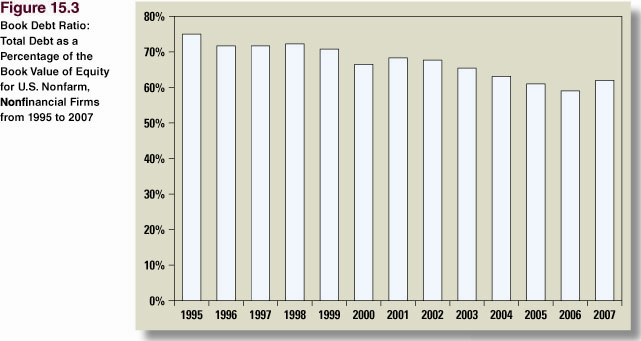 Figure 15.3
Book Debt Ratio:
Total Debt as a
Percentage of the
Book Value of Equity
for U.S. Nonfarm,
Nonfinancial Firms
from 1995 to 2007
80%
70%
60%
50%
40%
30%
20%
10%
0%
1995 1996 1997 1998 1999 2000 2001 2002 2003 2004 2005 2006 2007